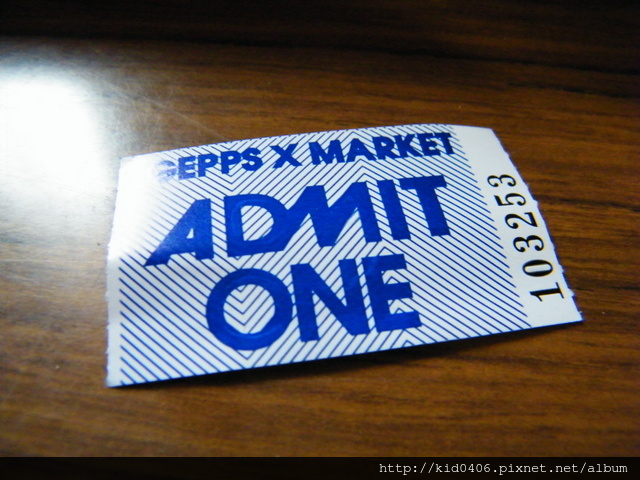 GEPPS X MARKET
ADMIT
ONE
103253
http://kid0406.pixnet.net/album